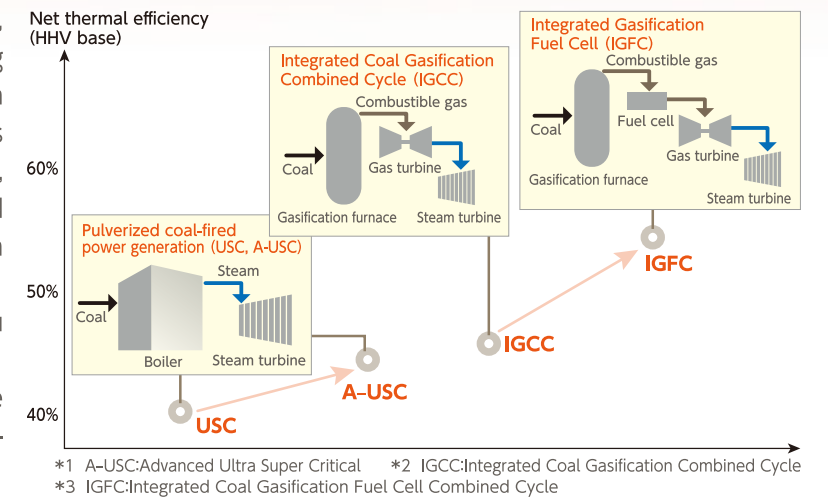 Net thermal efficiency
(HHV base)
Integrated Gasification
Fuel Cell (IGFC)
Combustible gas
Coal
Fuel cell
Gas turbine
Gasification furnace
Steam turbine
Integrated Coal Gasification
Combined Cycle (IGCC)
Combustible gas
Coal
Gas turbine
Gasification furnace
Steam turbine
60%
Pulverized coal-fired
power generation (USC, A-USC)
Steam
Coal
Boiler
Steam turbine
50%
40%
IGFC
IGCC
A-USC
USC
*1 A-USC:Advanced Ultra Super Critical
*2 IGCC:Integrated Coal Gasification Combined Cycle
*3 IGFC:Integrated Coal Gasification Fuel Cell Combined Cycle